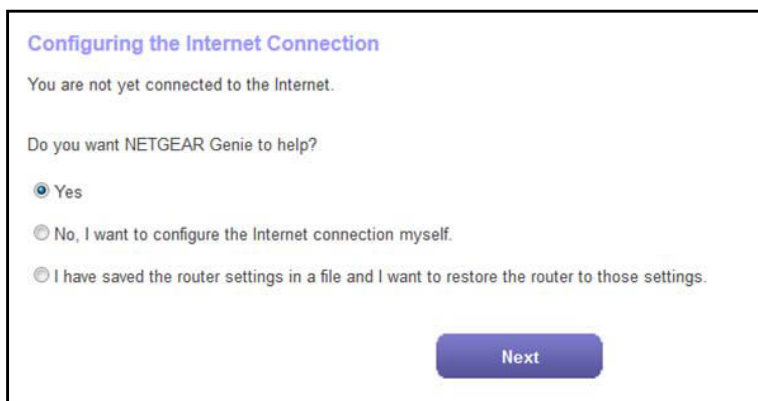 Configuring the Internet Connection
You are not yet connected to the Internet.
Do you want NETGEAR Genie to help?
Yes
No, I want to configure the Internet connection myself.
I have saved the router settings in a file and I want to restore the router to those settings.
Next